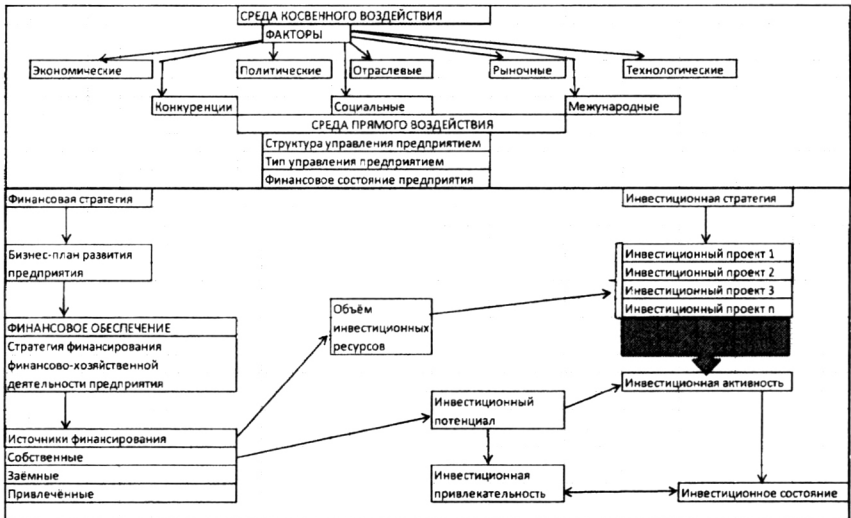 СРЕДА КОСВЕННОГО ВОЗДЕЙСТВИЯ
ФАКТОРЫ
Экономические
Политические
Отраслевые
Рыночные
Технологические
Конкуренции
Социальные
Межународные
СРЕДА ПРЯМОГО ВОЗДЕЙСТВИЯ
Структура управления предприятием
Тип управления предприятием
Финансовое состояние предприятия
Финансовая стратегия
Инвестиционная стратегия
Бизнес-план развития
предприятия
Инвестиционный проект 1
Инвестиционный проект 2
Инвестиционный проект 3
Инвестиционный проект n
ФИНАНСОВОЕ ОБЕСПЕЧЕНИЕ
Стратегия финансирования
финансово-хозяйственной
деятельности предприятия
Объём
инвестиционных
ресурсов
Инвестиционная активность
Инвестиционный
потенциал
Источники финансирования
Собственные
Заёмные
Привлечённые
Инвестиционная
привлекательность
Инвестиционное состояние